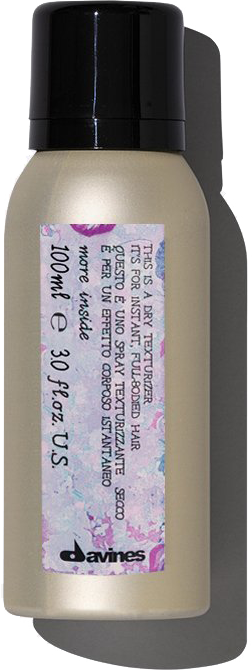 THIS IS A DRY TEXTURIZER
IT'S FOR INSTANT, FULL-BODIED HAIR
QUESTO È UNO SPRAY TEXTURIZZANTE SECCO
È PER UN EFFETTO CORPOSO ISTANTANEO
more inside
100ml e 3.0 fl.oz. U.S.
davines